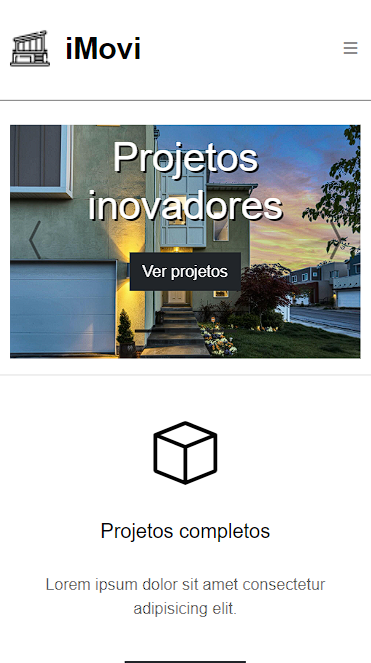 iMovi
Projetos
inovadores
Ver projetos
Projetos completos
Lorem ipsum dolor sit amet consectetur
adipisicing elit.